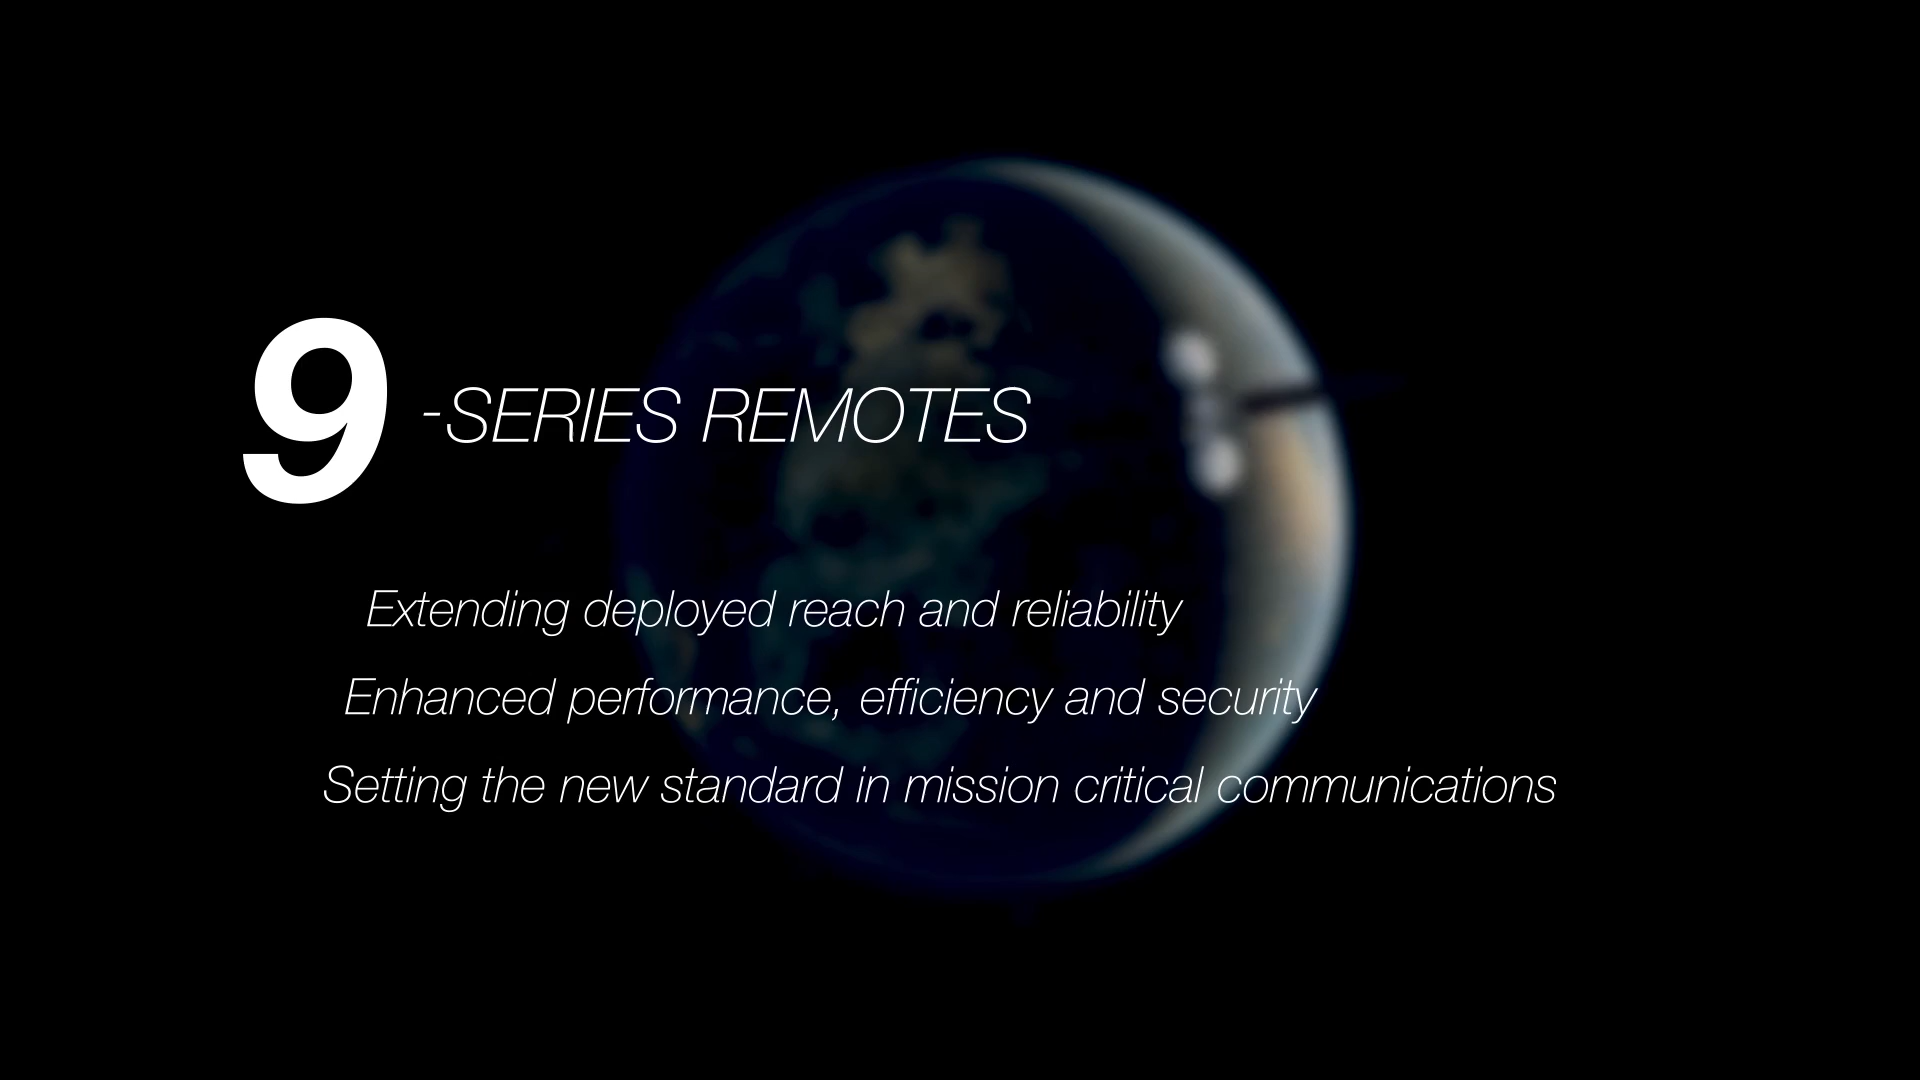 9-SERIES REMOTES
Extending deployed reach and reliability
Enhanced performance, efficiency and security
Setting the new standard in mission critical communications